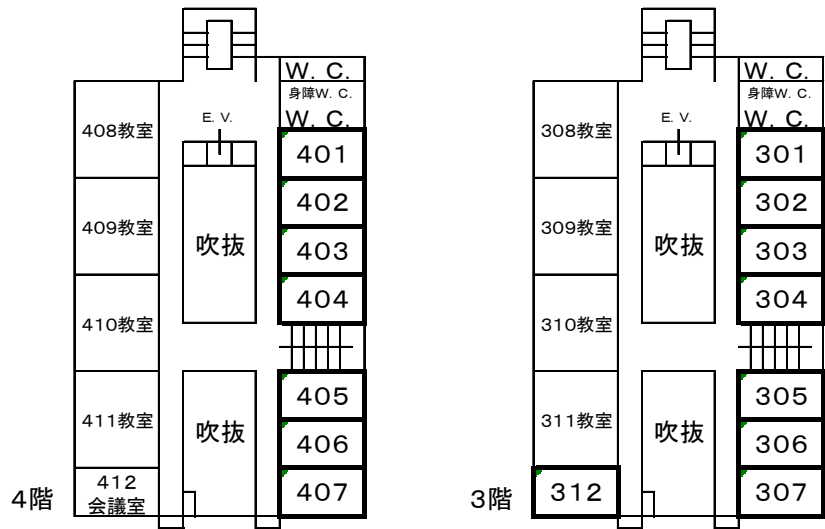 W. C.
身障W. C.
W. C.
E. V.
408教室
401
402
409教室
吹抜
403
404
410教室
405
411教室
吹抜
406
412
会議室
407
4階
W. C.
身障W. C.
W. C.
E. V.
308教室
301
302
309教室
吹抜
303
304
310教室
305
311教室
吹抜
306
312
307
3階